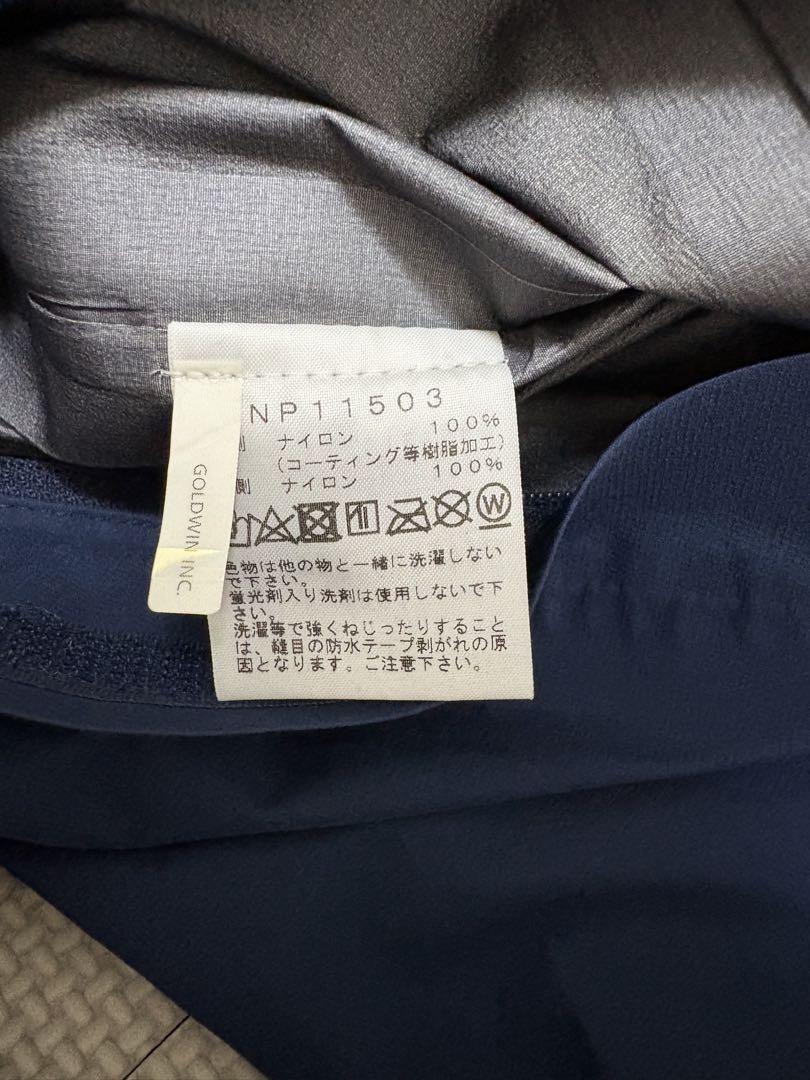 NP11503
側 ナイロン 100%
(コーティング等樹脂加工)
側 ナイロン 100%
W
色物は他の物と一緒に洗濯しない
で下さい。
蛍光剤入り洗剤は使用しないで下
さい。
洗濯等で強くねじったりすること
は、縫目の防水テープ剥がれの原
因となります。ご注意下さい。
GOLDWIN INC.